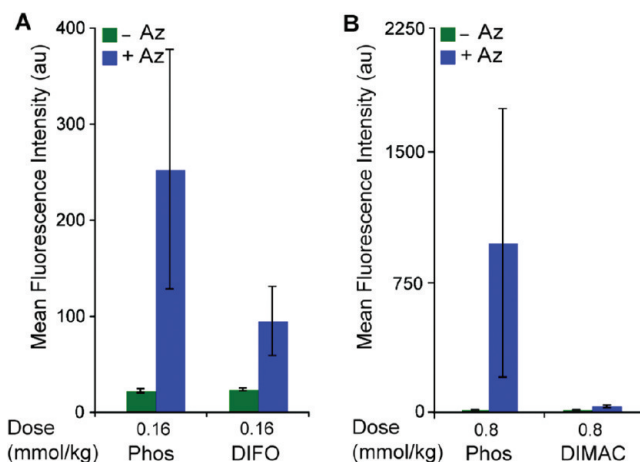 A
Mean Fluorescence Intensity (au)
400
300
200
100
0
– Az
+ Az
Dose 0.16 0.16
(mmol/kg) Phos DIFO
B
Mean Fluorescence Intensity (au)
2250
1500
750
0
– Az
+ Az
Dose 0.8 0.8
(mmol/kg) Phos DIMAC